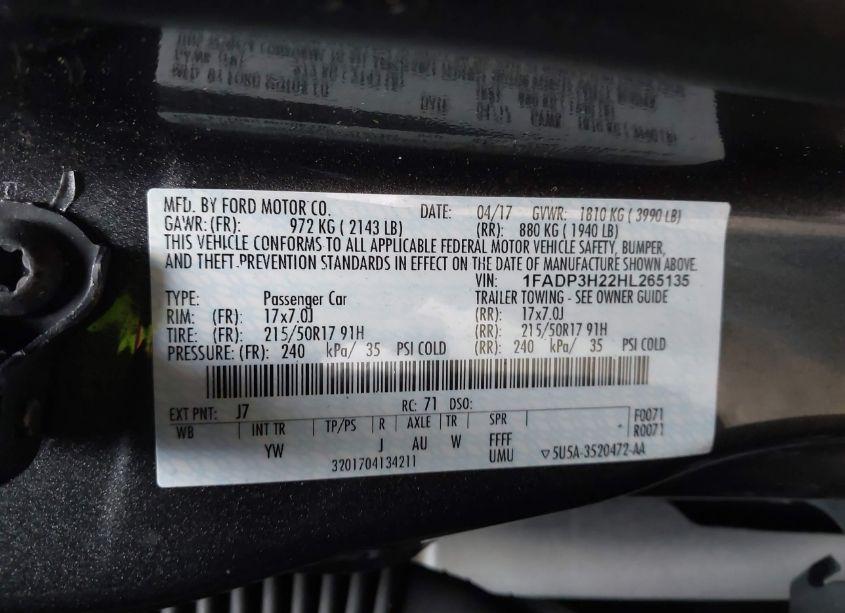 MFD. BY FORD MOTOR CO. DATE: 04/17 GVWR: 1810 KG ( 3990 LB)
GAWR: (FR): 972 KG ( 2143 LB) (RR): 880 KG ( 1940 LB)
THIS VEHICLE CONFORMS TO ALL APPLICABLE FEDERAL MOTOR VEHICLE SAFETY, BUMPER,
AND THEFT-PREVENTION STANDARDS IN EFFECT ON THE DATE OF MANUFACTURE SHOWN ABOVE.
VIN: 1FADP3H22HL265135
TYPE: Passenger Car TRAILER TOWING - SEE OWNER GUIDE
RIM: (FR): 17x7.0J (RR): 17x7.0J
TIRE: (FR): 215/50R17 91H (RR): 215/50R17 91H
PRESSURE: (FR): 240 kPa/ 35 PSI COLD (RR): 240 kPa/ 35 PSI COLD
EXT PNT: J7 RC: 71 DSO: F0071
WB INT TR TP/PS R AXLE TR SPR * R0071
YW J AU W FFFF
3201704134211 UMU ▽5U5A-3520472-AA